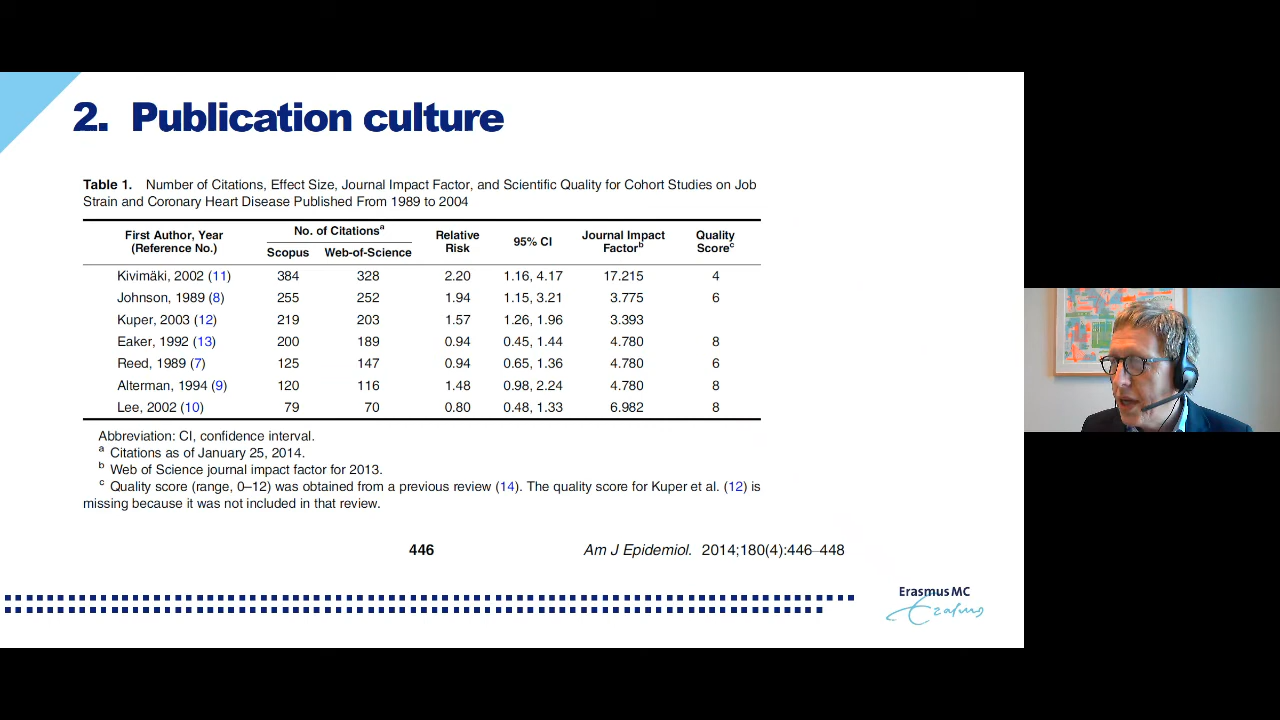 2. Publication culture
Table 1. Number of Citations, Effect Size, Journal Impact Factor, and Scientific Quality for Cohort Studies on Job
Strain and Coronary Heart Disease Published From 1989 to 2004
First Author, Year (Reference No.) No. of Citationsa Scopus Web-of-Science Relative Risk 95% CI Journal Impact Factorb Quality Scorec
Kivimäki, 2002 (11) 384 328 2.20 1.16, 4.17 17.215 4
Johnson, 1989 (8) 255 252 1.94 1.15, 3.21 3.775 6
Kuper, 2003 (12) 219 203 1.57 1.26, 1.96 3.393
Eaker, 1992 (13) 200 189 0.94 0.45, 1.44 4.780 8
Reed, 1989 (7) 125 147 0.94 0.65, 1.36 4.780 6
Alterman, 1994 (9) 120 116 1.48 0.98, 2.24 4.780 8
Lee, 2002 (10) 79 70 0.80 0.48, 1.33 6.982 8
Abbreviation: CI, confidence interval.
a Citations as of January 25, 2014.
b Web of Science journal impact factor for 2013.
c Quality score (range, 0–12) was obtained from a previous review (14). The quality score for Kuper et al. (12) is
missing because it was not included in that review.
446 Am J Epidemiol. 2014;180(4):446–448
Erasmus MC
Erasmus